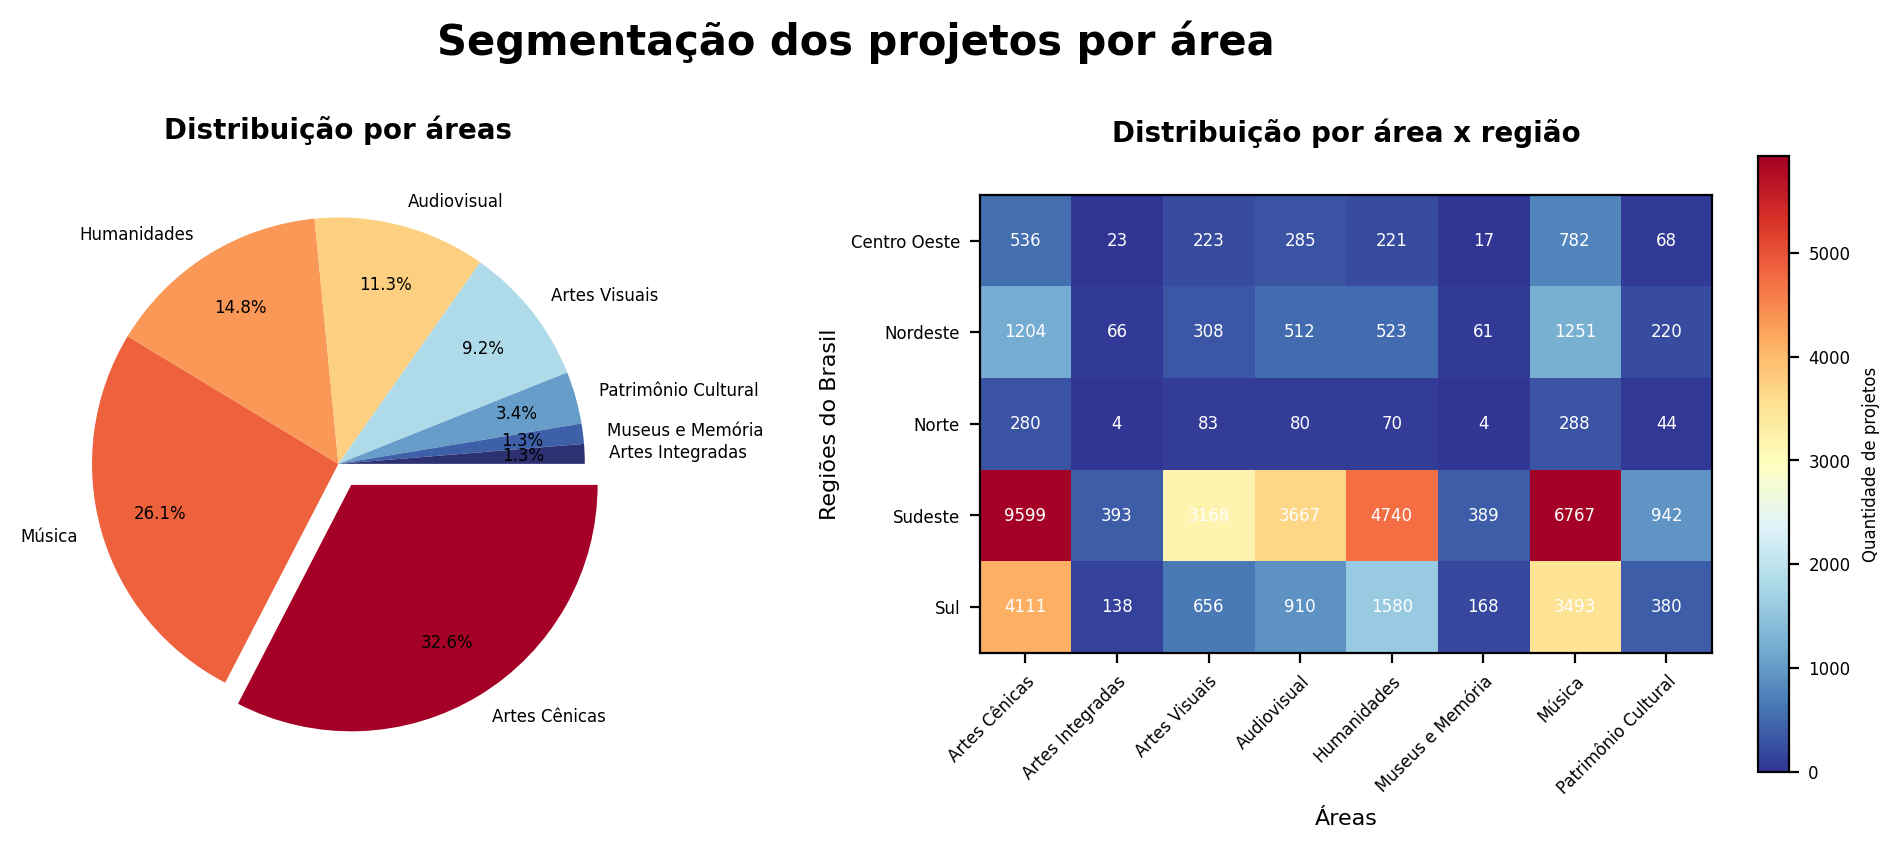 Segmentação dos projetos por área
Distribuição por áreas
Audiovisual
Humanidades
11.3%
14.8%
Artes Visuais
9.2%
Patrimônio Cultural
3.4%
Museus e Memória
1.3%
Artes Integradas
1.3%
26.1%
Música
32.6%
Artes Cênicas
Distribuição por área x região
Regiões do Brasil
Centro Oeste 536 23 223 285 221 17 782 68
Nordeste 1204 66 308 512 523 61 1251 220
Norte 280 4 83 80 70 4 288 44
Sudeste 9599 393 3168 3667 4740 389 6767 942
Sul 4111 138 656 910 1580 168 3493 380
Artes Cênicas
Artes Integradas
Artes Visuais
Audiovisual
Humanidades
Museus e Memória
Música
Patrimônio Cultural
Áreas
5000
4000
3000
2000
1000
0
Quantidade de projetos